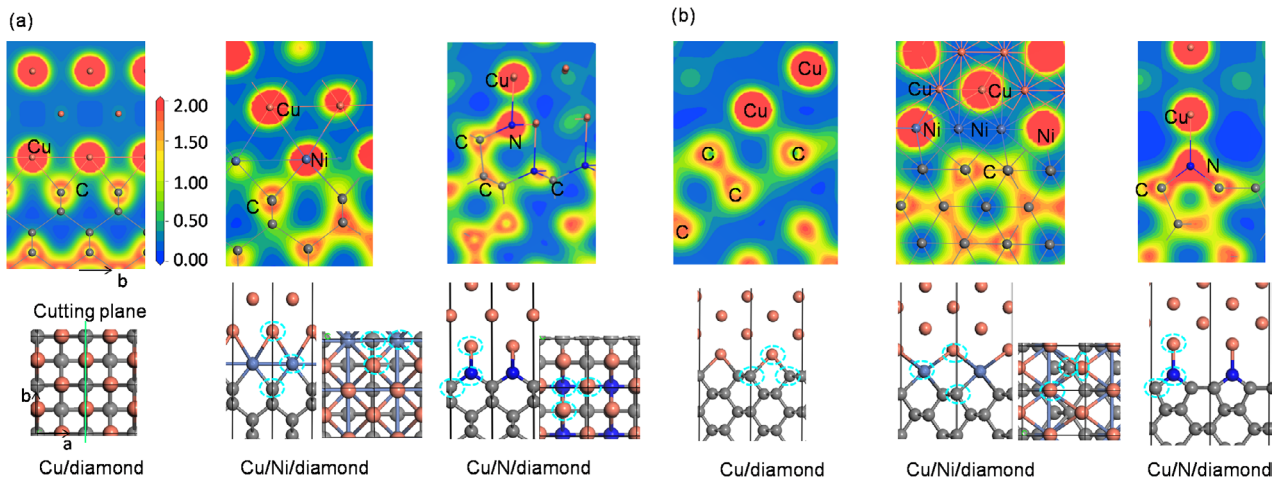 (a)
Cu
C
b
2.00
1.50
1.00
0.50
0.00
Cu
Ni
C
Cu
N
C
C
C
Cutting plane
b
a
Cu/diamond
Cu/Ni/diamond
Cu/N/diamond
(b)
Cu
Cu
C
C
C
C
Cu
Cu
Ni
Ni
Ni
C
Cu
N
C
Cu/diamond
Cu/Ni/diamond
Cu/N/diamond